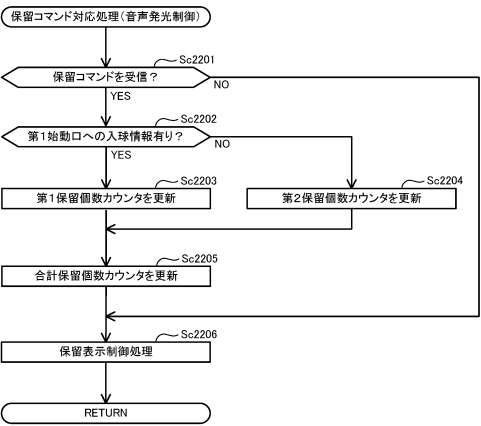 保留コマンド対応処理(音声発光制御)
Sc2201
保留コマンドを受信?
NO
YES
Sc2202
第1始動口への入球情報有り?
NO
YES
Sc2203
第1保留個数カウンタを更新
Sc2204
第2保留個数カウンタを更新
Sc2205
合計保留個数カウンタを更新
Sc2206
保留表示制御処理
RETURN